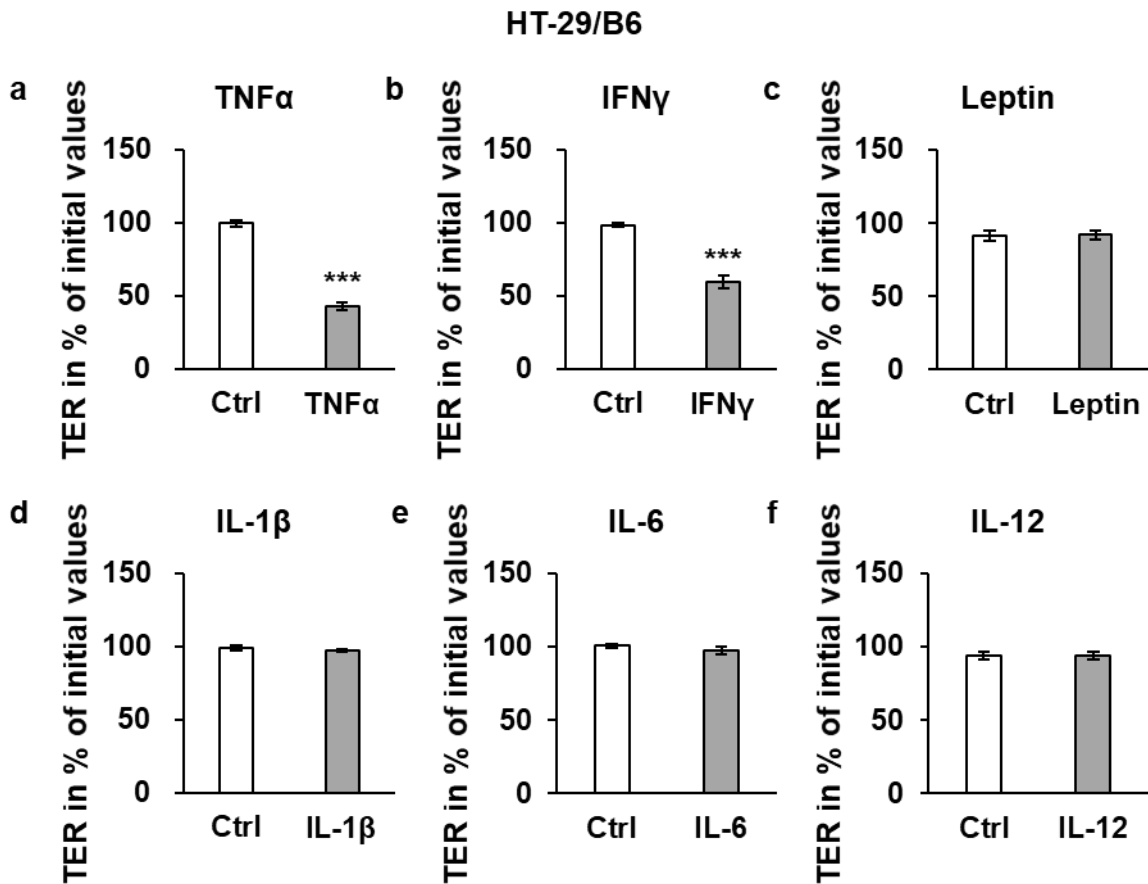 HT-29/B6
a
TNFα
TER in % of initial values
150
100
50
0
***
Ctrl
TNFα
b
IFNγ
TER in % of initial values
150
100
50
0
***
Ctrl
IFNγ
c
Leptin
TER in % of initial values
150
100
50
0
Ctrl
Leptin
d
IL-1β
TER in % of initial values
150
100
50
0
Ctrl
IL-1β
e
IL-6
TER in % of initial values
150
100
50
0
Ctrl
IL-6
f
IL-12
TER in % of initial values
150
100
50
0
Ctrl
IL-12